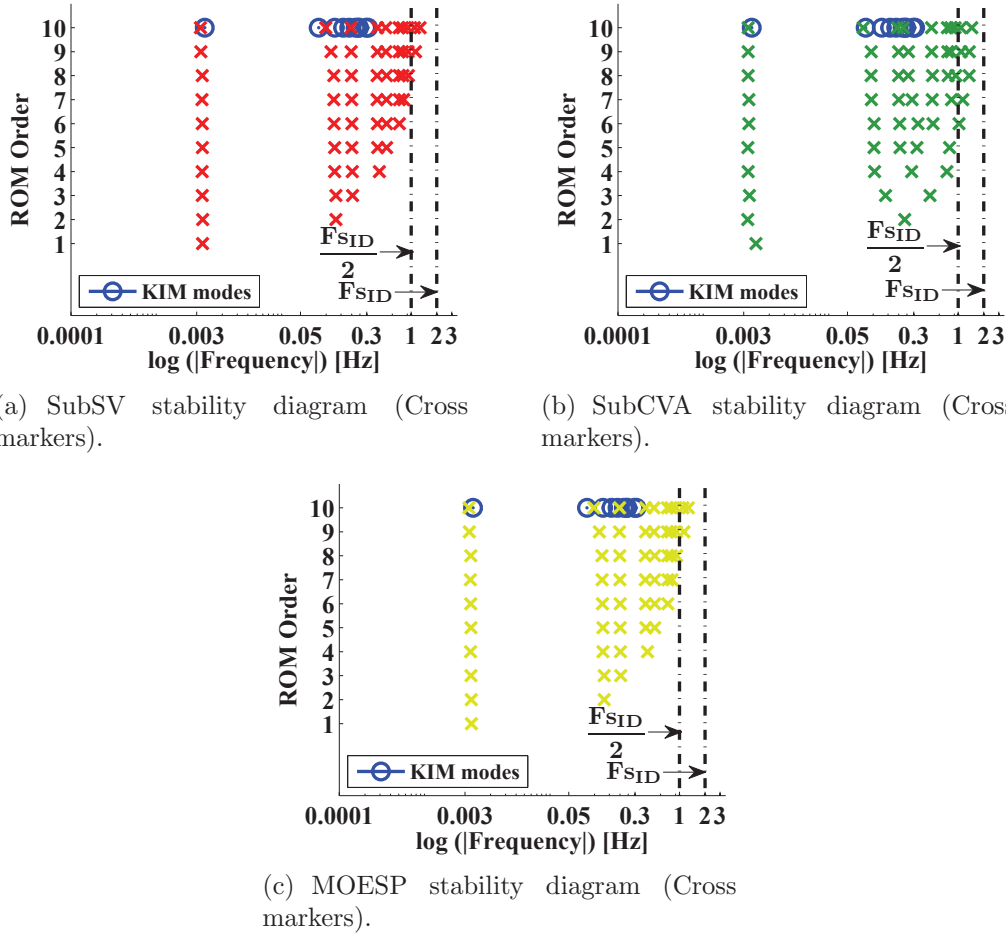 10
9
8
7
6
5
4
3
2
1
ROM Order
Fs_ID
2
Fs_ID
KIM modes
0.0001 0.003 0.05 0.3 1 2 3
log (|Frequency|) [Hz]
(a) SubSV stability diagram (Cross
markers).
10
9
8
7
6
5
4
3
2
1
ROM Order
Fs_ID
2
Fs_ID
KIM modes
0.0001 0.003 0.05 0.3 1 2 3
log (|Frequency|) [Hz]
(b) SubCVA stability diagram (Cross
markers).
10
9
8
7
6
5
4
3
2
1
ROM Order
Fs_ID
2
Fs_ID
KIM modes
0.0001 0.003 0.05 0.3 1 2 3
log (|Frequency|) [Hz]
(c) MOESP stability diagram (Cross
markers).